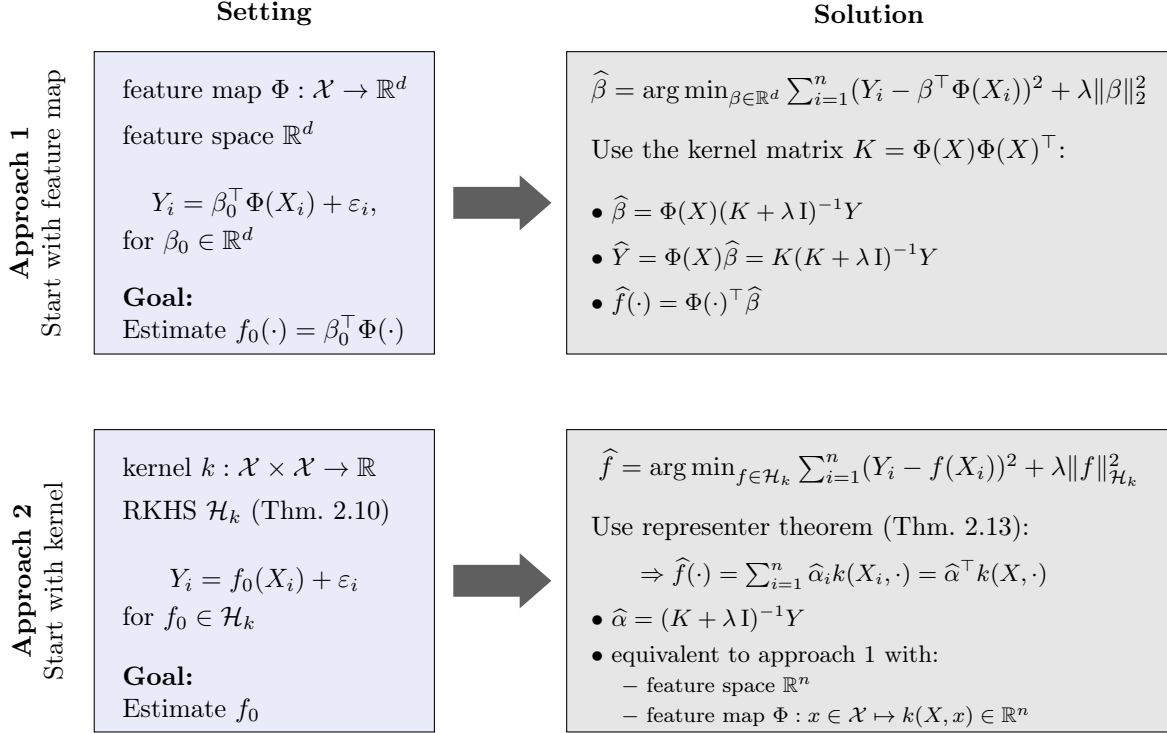 Setting
Solution
Approach 1
Start with feature map
feature map Φ : 𝒳 → ℝ^d
feature space ℝ^d
Y_i = β_0^⊤ Φ(X_i) + ε_i,
for β_0 ∈ ℝ^d
Goal:
Estimate f_0(·) = β_0^⊤ Φ(·)
β̂ = arg min_{β∈ℝ^d} ∑_{i=1}^n (Y_i − β^⊤ Φ(X_i))^2 + λ‖β‖_2^2
Use the kernel matrix K = Φ(X)Φ(X)^⊤:
• β̂ = Φ(X)(K + λ I)^{−1}Y
• Ŷ = Φ(X)β̂ = K(K + λ I)^{−1}Y
• f̂(·) = Φ(·)^⊤ β̂
Approach 2
Start with kernel
kernel k : 𝒳 × 𝒳 → ℝ
RKHS ℋ_k (Thm. 2.10)
Y_i = f_0(X_i) + ε_i
for f_0 ∈ ℋ_k
Goal:
Estimate f_0
f̂ = arg min_{f∈ℋ_k} ∑_{i=1}^n (Y_i − f(X_i))^2 + λ‖f‖_{ℋ_k}^2
Use representer theorem (Thm. 2.13):
⇒ f̂(·) = ∑_{i=1}^n α̂_i k(X_i, ·) = α̂^⊤ k(X, ·)
• α̂ = (K + λ I)^{−1}Y
• equivalent to approach 1 with:
– feature space ℝ^n
– feature map Φ : x ∈ 𝒳 ↦ k(X, x) ∈ ℝ^n